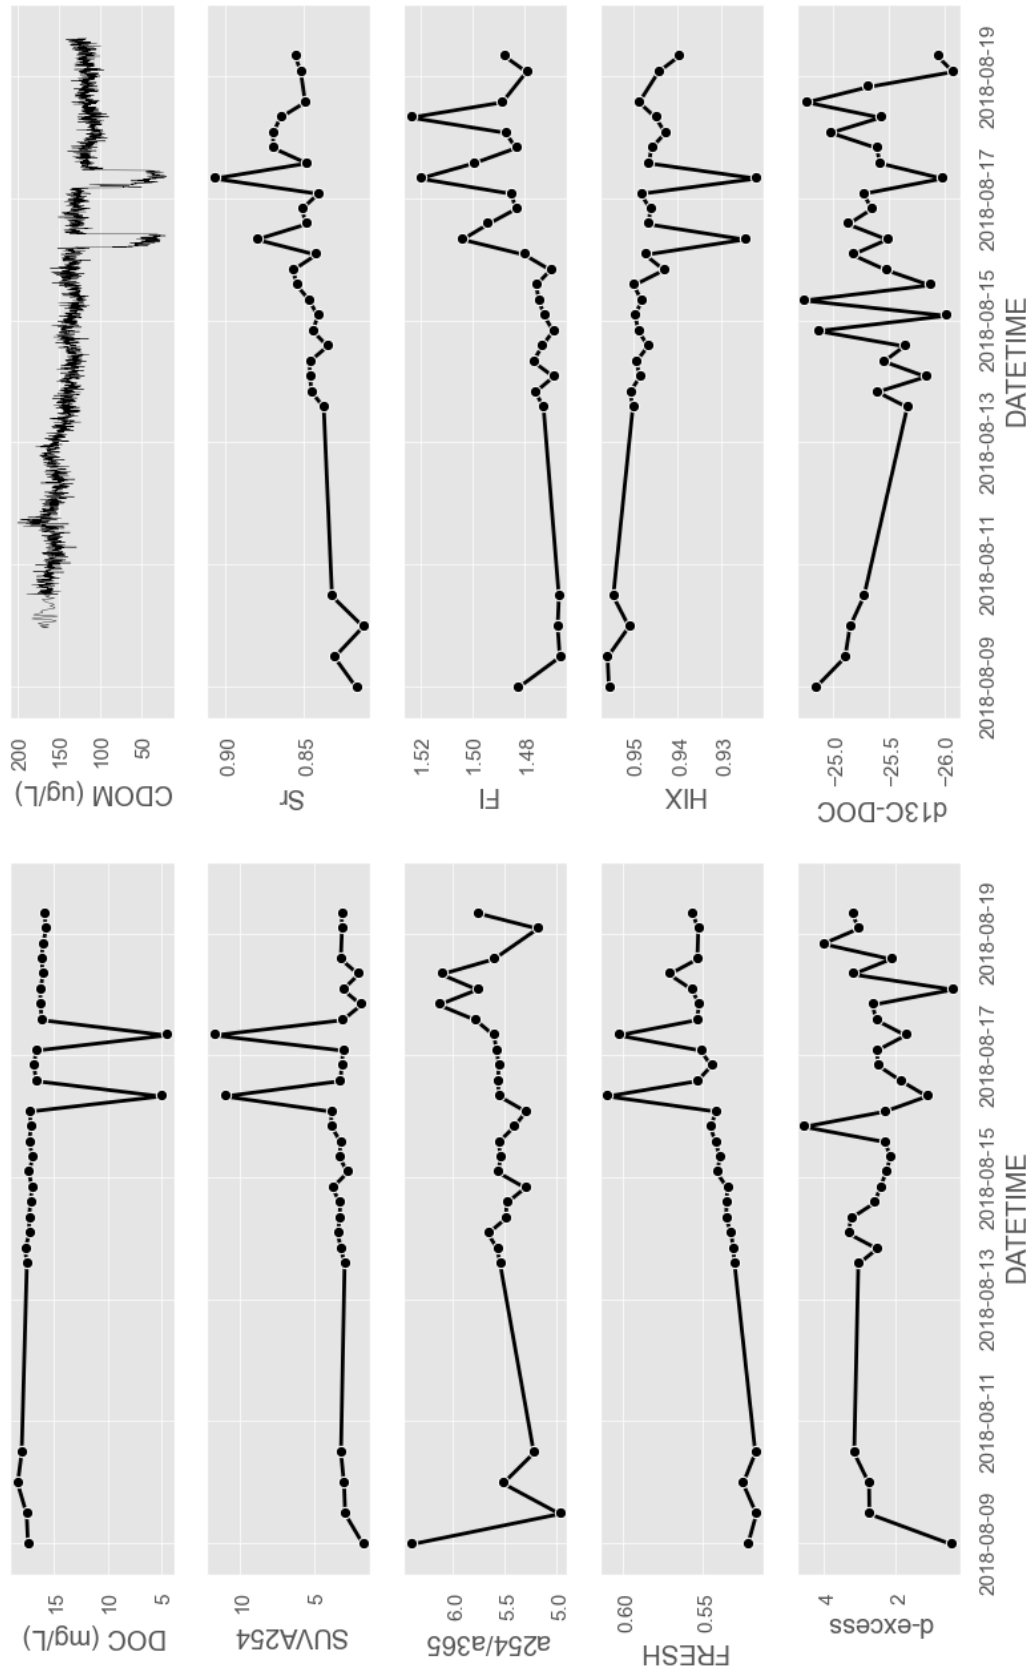 DOC (mg/L)
15
10
5
CDOM (ug/L)
200
150
100
50
SUVA254
10
5
Sr
0.90
0.85
a254/a365
6.0
5.5
5.0
FI
1.52
1.50
1.48
FRESH
0.60
0.55
HIX
0.95
0.94
0.93
d-excess
4
2
d13C-DOC
−25.0
−25.5
−26.0
2018-08-09 2018-08-11 2018-08-13 2018-08-15 2018-08-17 2018-08-19
DATETIME
2018-08-09 2018-08-11 2018-08-13 2018-08-15 2018-08-17 2018-08-19
DATETIME